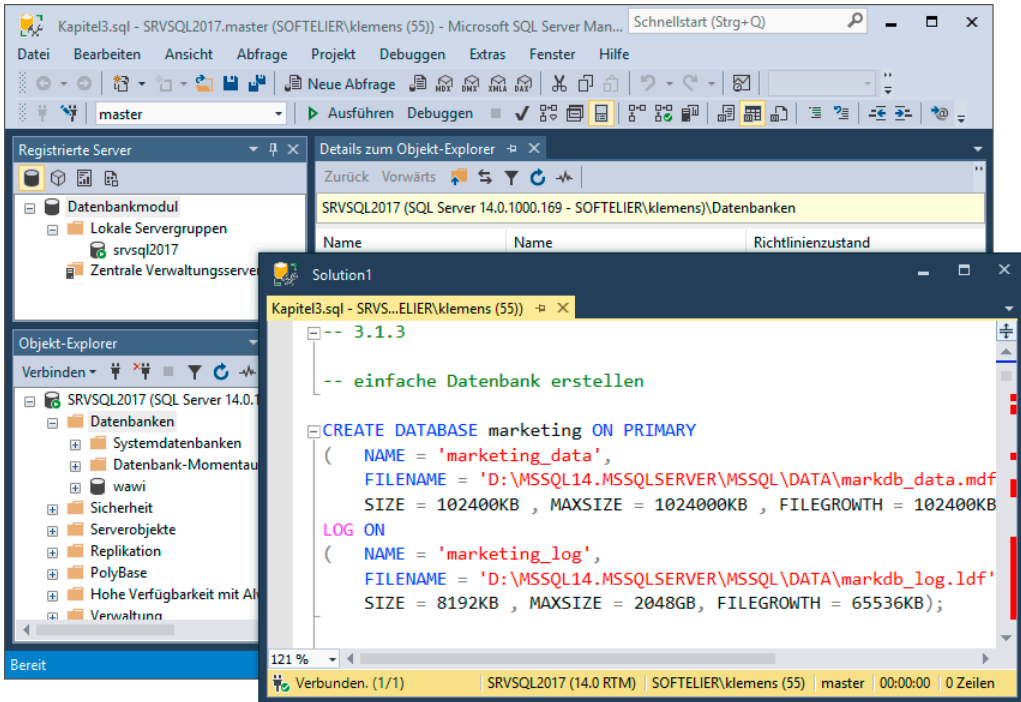 Kapitel3.sql - SRVSQL2017.master (SOFTELIER\klemens (55)) - Microsoft SQL Server Man...
Schnellstart (Strg+Q)
Datei Bearbeiten Ansicht Abfrage Projekt Debuggen Extras Fenster Hilfe
Neue Abfrage MDX DMX XMLA DAX
master Ausführen Debuggen
Registrierte Server
Datenbankmodul
Lokale Servergruppen
srvsql2017
Zentrale Verwaltungsserver
Details zum Objekt-Explorer
Zurück Vorwärts
SRVSQL2017 (SQL Server 14.0.1000.169 - SOFTELIER\klemens)\Datenbanken
Name Name Richtlinienzustand
Objekt-Explorer
Verbinden
SRVSQL2017 (SQL Server 14.0.1
Datenbanken
Systemdatenbanken
Datenbank-Momentau
wawi
Sicherheit
Serverobjekte
Replikation
PolyBase
Hohe Verfügbarkeit mit Al
Verwaltung
Bereit
Solution1
Kapitel3.sql - SRVS...ELIER\klemens (55))
-- 3.1.3
-- einfache Datenbank erstellen
CREATE DATABASE marketing ON PRIMARY
( NAME = 'marketing_data',
FILENAME = 'D:\MSSQL14.MSSQLSERVER\MSSQL\DATA\markdb_data.mdf
SIZE = 102400KB , MAXSIZE = 1024000KB , FILEGROWTH = 102400KB
LOG ON
( NAME = 'marketing_log',
FILENAME = 'D:\MSSQL14.MSSQLSERVER\MSSQL\DATA\markdb_log.ldf'
SIZE = 8192KB , MAXSIZE = 2048GB, FILEGROWTH = 65536KB);
121 %
Verbunden. (1/1) SRVSQL2017 (14.0 RTM) SOFTELIER\klemens (55) master 00:00:00 0 Zeilen